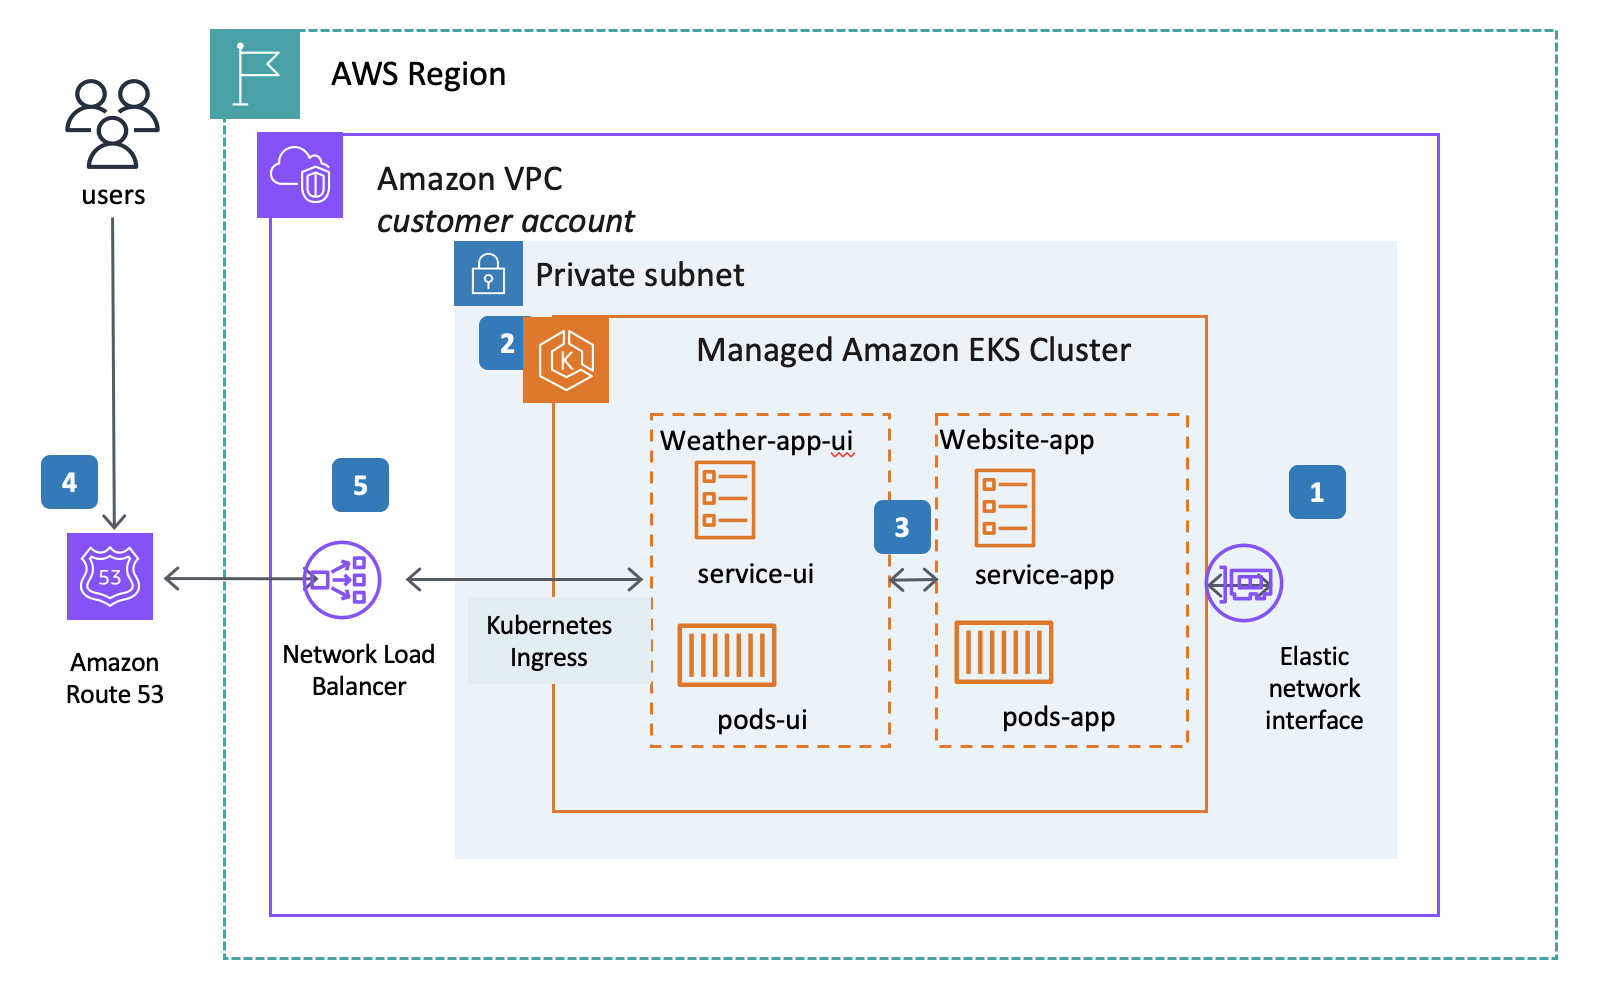 AWS Region
users
Amazon VPC
customer account
Private subnet
2
Managed Amazon EKS Cluster
K
Weather-app-ui
Website-app
4
5
3
1
service-ui
service-app
53
Kubernetes
Ingress
Amazon
Route 53
Network Load
Balancer
pods-ui
pods-app
Elastic
network
interface